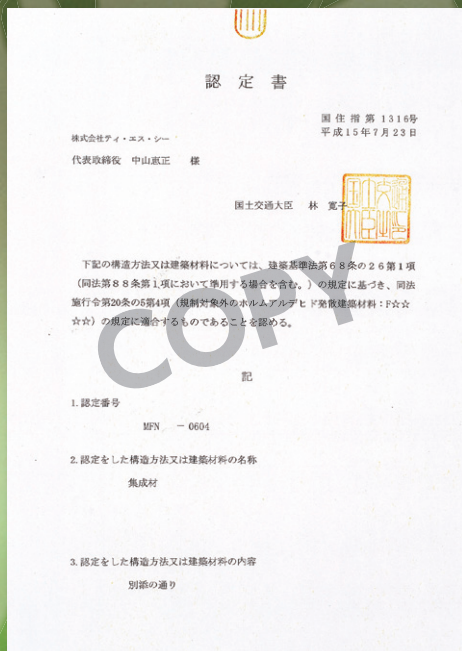 認定書
国住指第1316号
平成15年7月23日
株式会社ティ・エス・シー
代表取締役 中山恵正 様
国土交通大臣 林 寛子
下記の構造方法又は建築材料については、建築基準法第68条の26第1項
(同法第88条第1項において準用する場合を含む。)の規定に基づき、同法
施行令第20条の5第4項(規制対象外のホルムアルデヒド発散建築材料:F☆☆
☆☆)の規定に適合するものであることを認める。
COPY
記
1.認定番号
MFN －0604
2.認定をした構造方法又は建築材料の名称
集成材
3.認定をした構造方法又は建築材料の内容
別添の通り